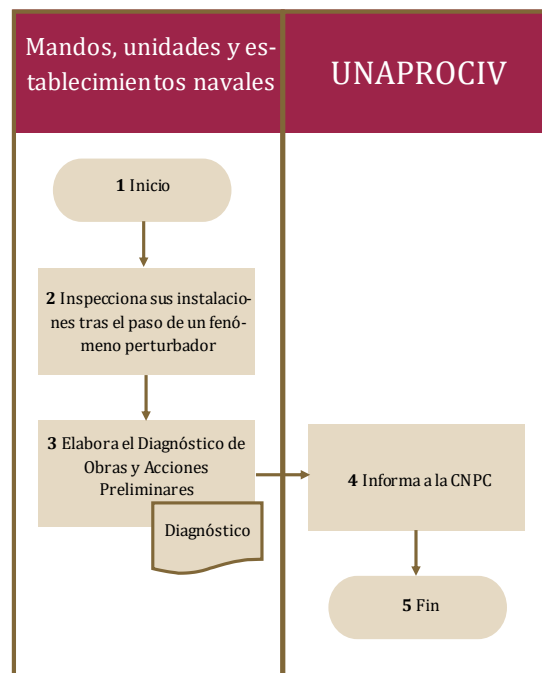 Mandos, unidades y es-
tablecimientos navales
UNAPROCIV
1 Inicio
2 Inspecciona sus instalacio-
nes tras el paso de un fenó-
meno perturbador
3 Elabora el Diagnóstico de
Obras y Acciones
Preliminares
Diagnóstico
4 Informa a la CNPC
5 Fin